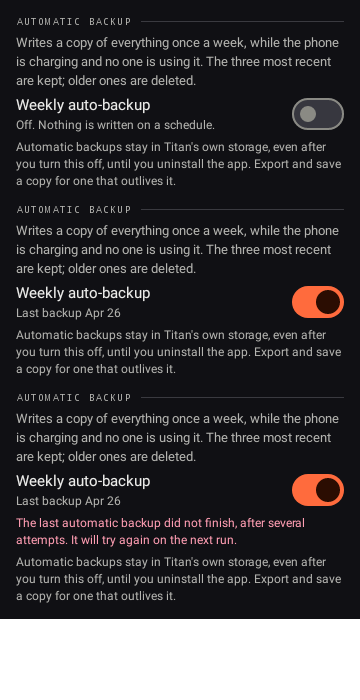 AUTOMATIC BACKUP
Writes a copy of everything once a week, while the phone
is charging and no one is using it. The three most recent
are kept; older ones are deleted.
Weekly auto-backup
Off. Nothing is written on a schedule.
Automatic backups stay in Titan's own storage, even after
you turn this off, until you uninstall the app. Export and save
a copy for one that outlives it.
AUTOMATIC BACKUP
Writes a copy of everything once a week, while the phone
is charging and no one is using it. The three most recent
are kept; older ones are deleted.
Weekly auto-backup
Last backup Apr 26
Automatic backups stay in Titan's own storage, even after
you turn this off, until you uninstall the app. Export and save
a copy for one that outlives it.
AUTOMATIC BACKUP
Writes a copy of everything once a week, while the phone
is charging and no one is using it. The three most recent
are kept; older ones are deleted.
Weekly auto-backup
Last backup Apr 26
The last automatic backup did not finish, after several
attempts. It will try again on the next run.
Automatic backups stay in Titan's own storage, even after
you turn this off, until you uninstall the app. Export and save
a copy for one that outlives it.